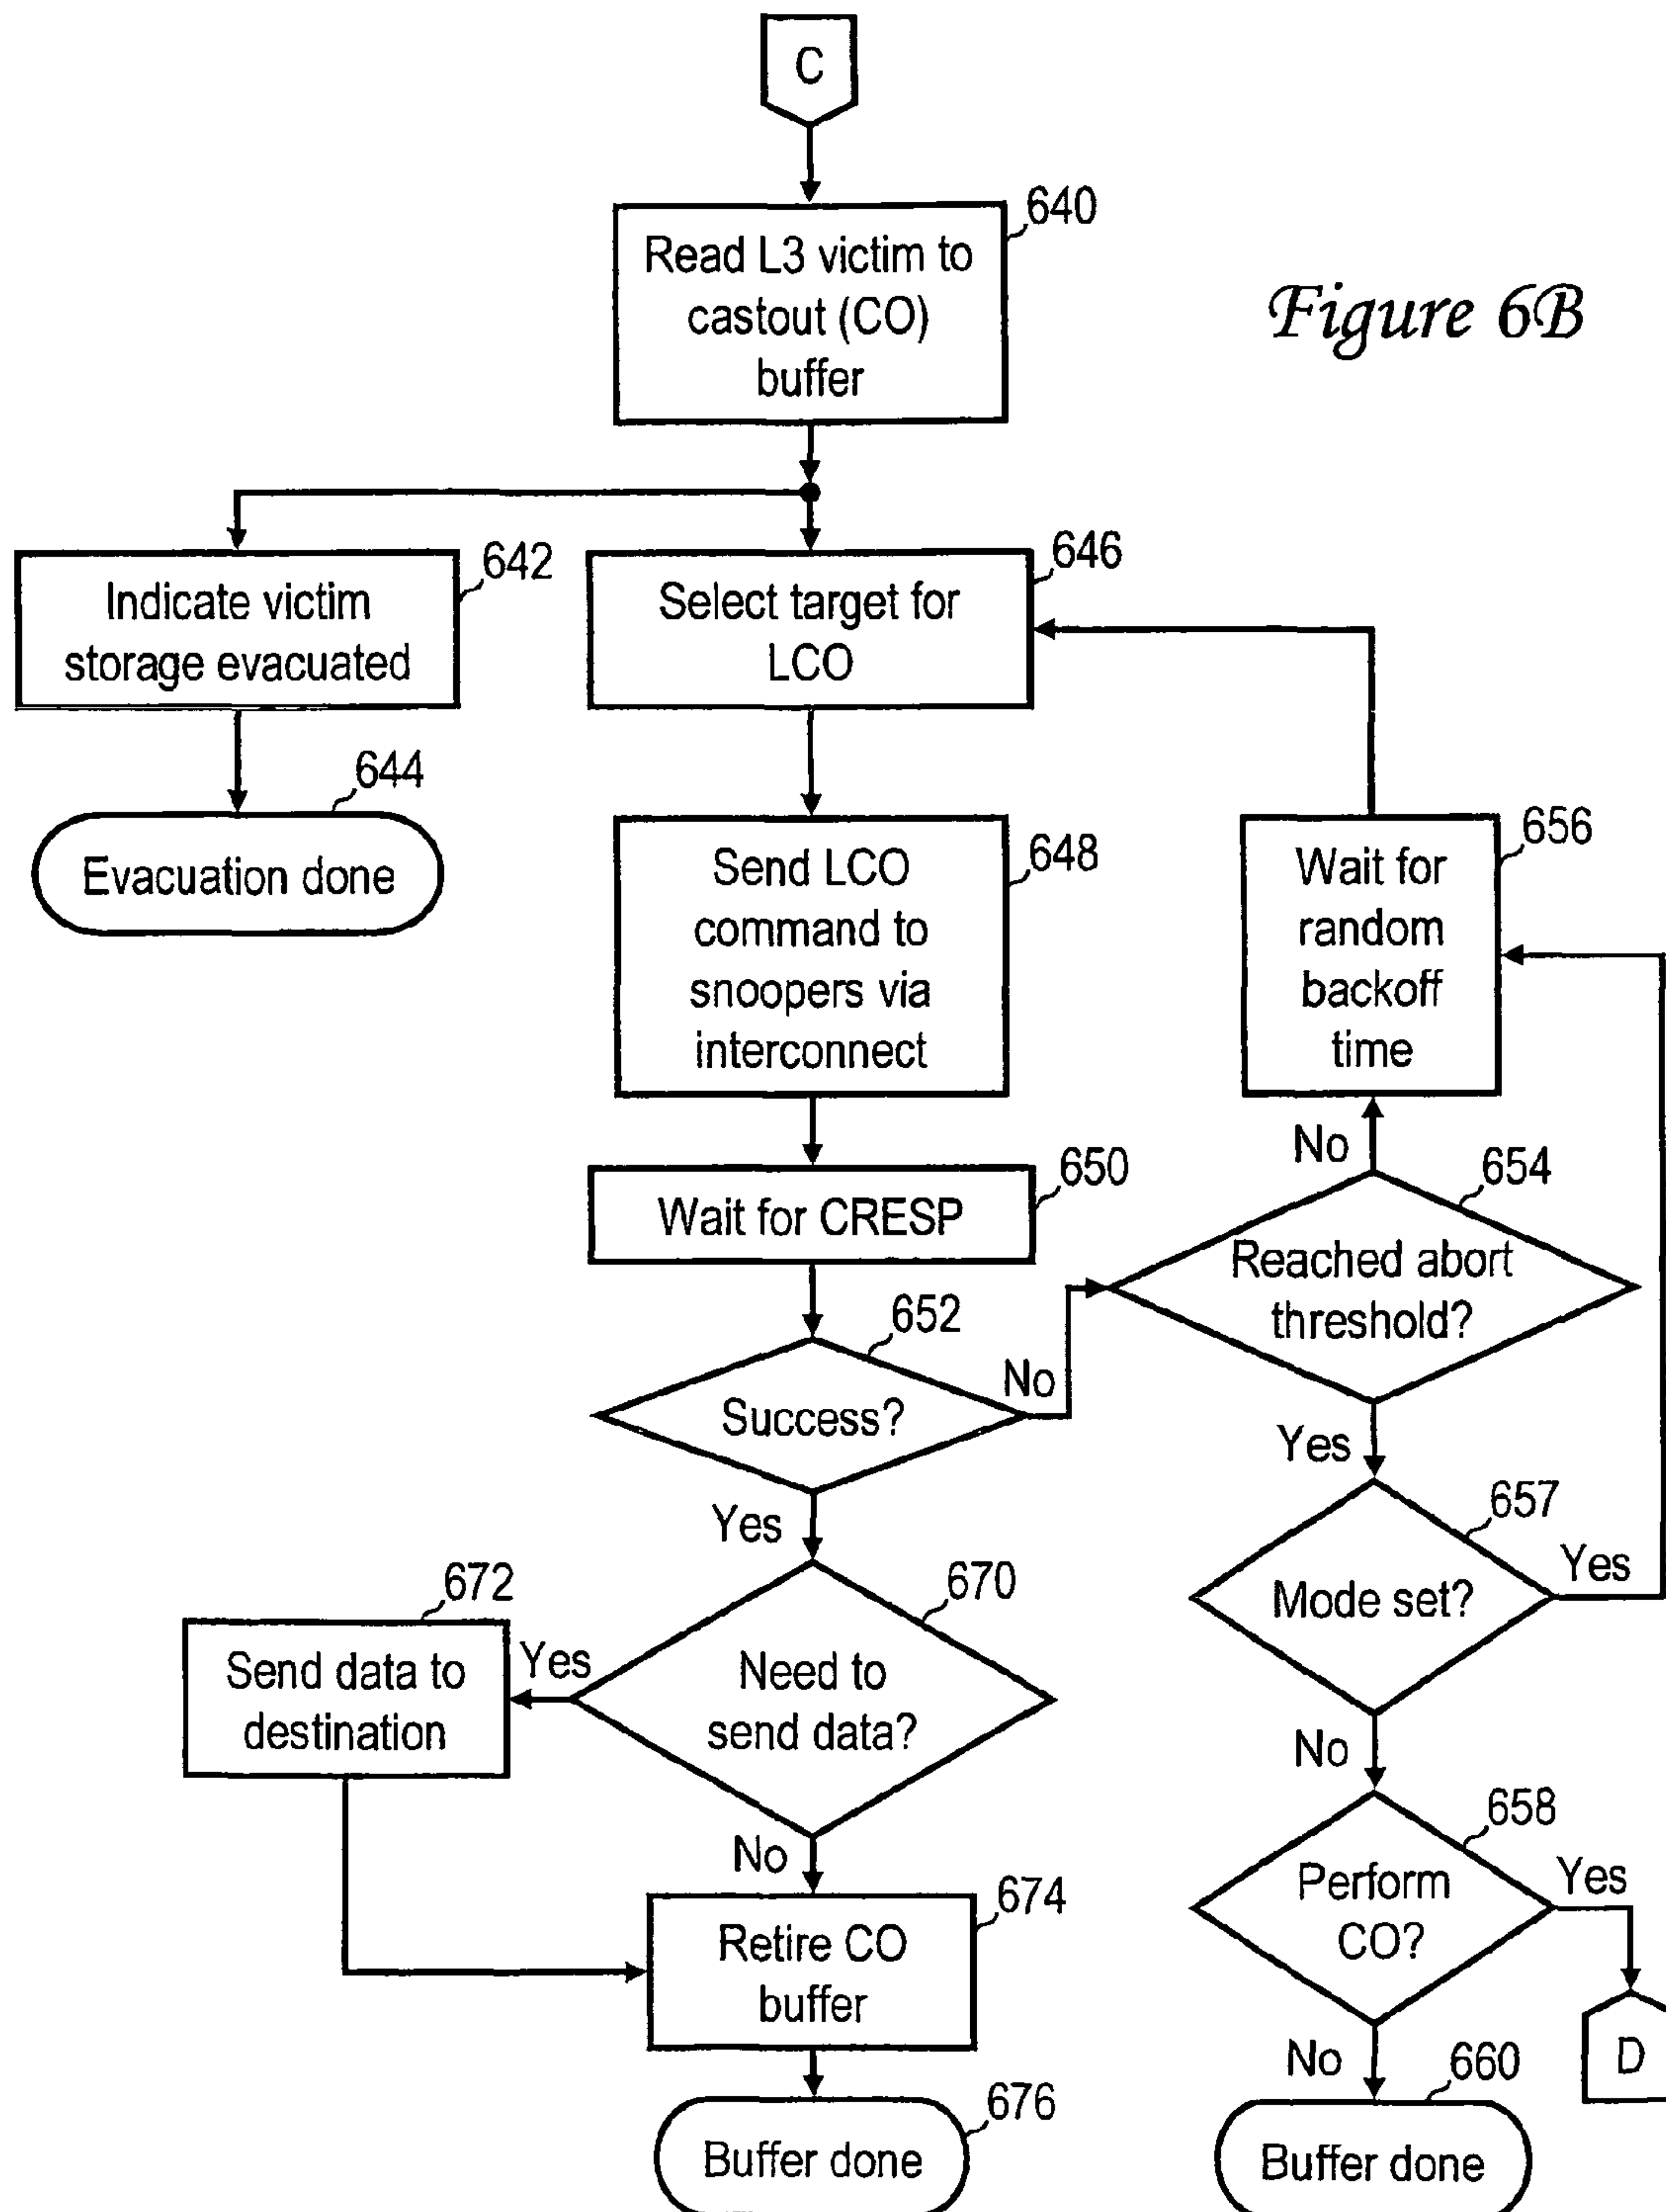 C
640
Read L3 victim to
castout (CO)
buffer
Figure 6B
642
Indicate victim
storage evacuated
646
Select target for
LCO
644
Evacuation done
648
Send LCO
command to
snoopers via
interconnect
656
Wait for
random
backoff
time
No
650
Wait for CRESP
654
Reached abort
threshold?
652
Success?
No
Yes
Yes
657
Mode set?
Yes
672
Send data to
destination
Yes
670
Need to
send data?
No
No
658
Perform
CO?
Yes
674
Retire CO
buffer
D
No
676
Buffer done
660
Buffer done